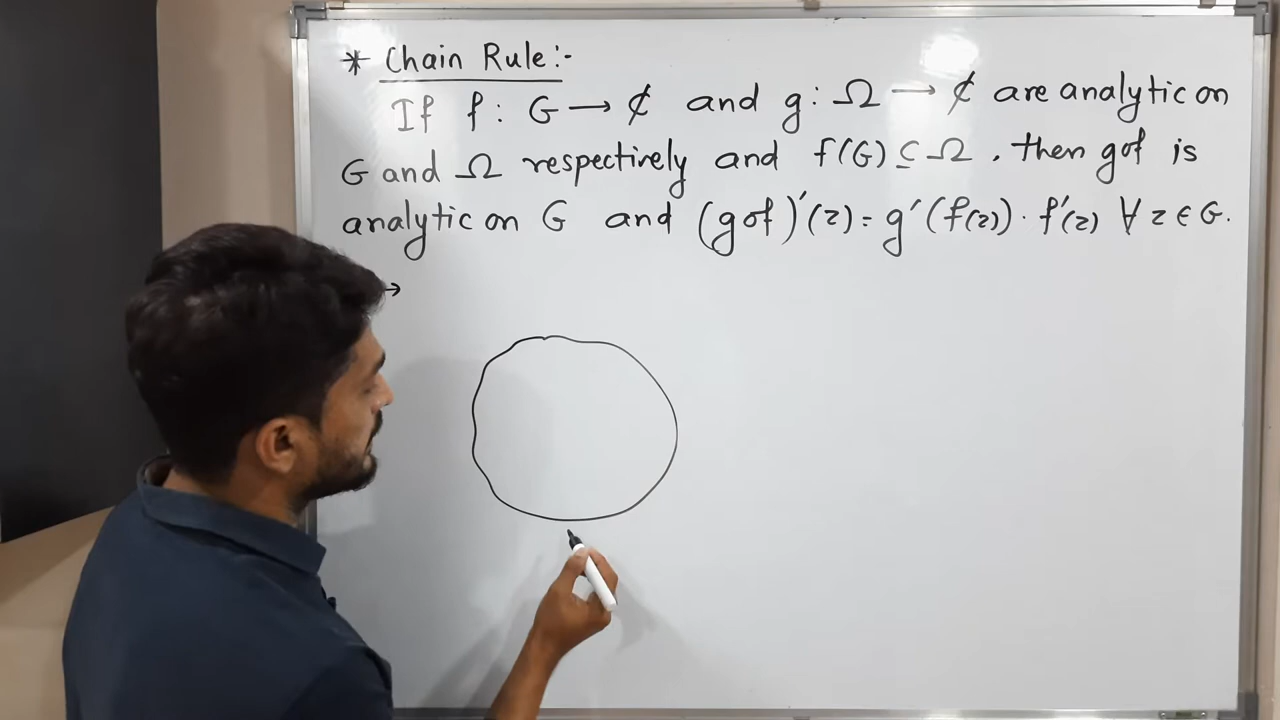 * Chain Rule:-
If f: G → ₵ and g: Ω → ₵ are analytic on
G and Ω respectively and f(G) ⊆ Ω, then gof is
analytic on G and (gof)'(z) = g'(f(z)) · f'(z) ∀ z ∈ G.
→